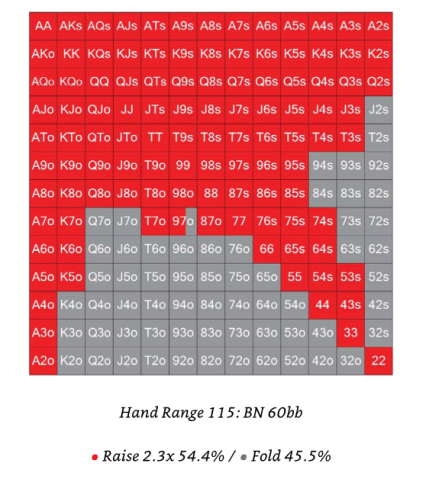 AA AKs AQs AJs ATs A9s A8s A7s A6s A5s A4s A3s A2s
AKo KK KQs KJs KTs K9s K8s K7s K6s K5s K4s K3s K2s
AQo KQo QQ QJs QTs Q9s Q8s Q7s Q6s Q5s Q4s Q3s Q2s
AJo KJo QJo JJ JTs J9s J8s J7s J6s J5s J4s J3s J2s
ATo KTo QTo JTo TT T9s T8s T7s T6s T5s T4s T3s T2s
A9o K9o Q9o J9o T9o 99 98s 97s 96s 95s 94s 93s 92s
A8o K8o Q8o J8o T8o 98o 88 87s 86s 85s 84s 83s 82s
A7o K7o Q7o J7o T7o 97o 87o 77 76s 75s 74s 73s 72s
A6o K6o Q6o J6o T6o 96o 86o 76o 66 65s 64s 63s 62s
A5o K5o Q5o J5o T5o 95o 85o 75o 65o 55 54s 53s 52s
A4o K4o Q4o J4o T4o 94o 84o 74o 64o 54o 44 43s 42s
A3o K3o Q3o J3o T3o 93o 83o 73o 63o 53o 43o 33 32s
A2o K2o Q2o J2o T2o 92o 82o 72o 62o 52o 42o 32o 22
Hand Range 115: BN 60bb
• Raise 2.3x 54.4% / • Fold 45.5%